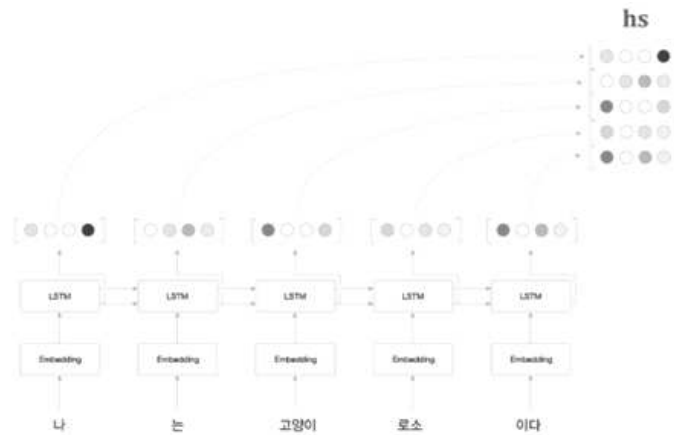 hs
LSTM LSTM LSTM LSTM LSTM
Embedding Embedding Embedding Embedding Embedding
나 는 고양이 로소 이다